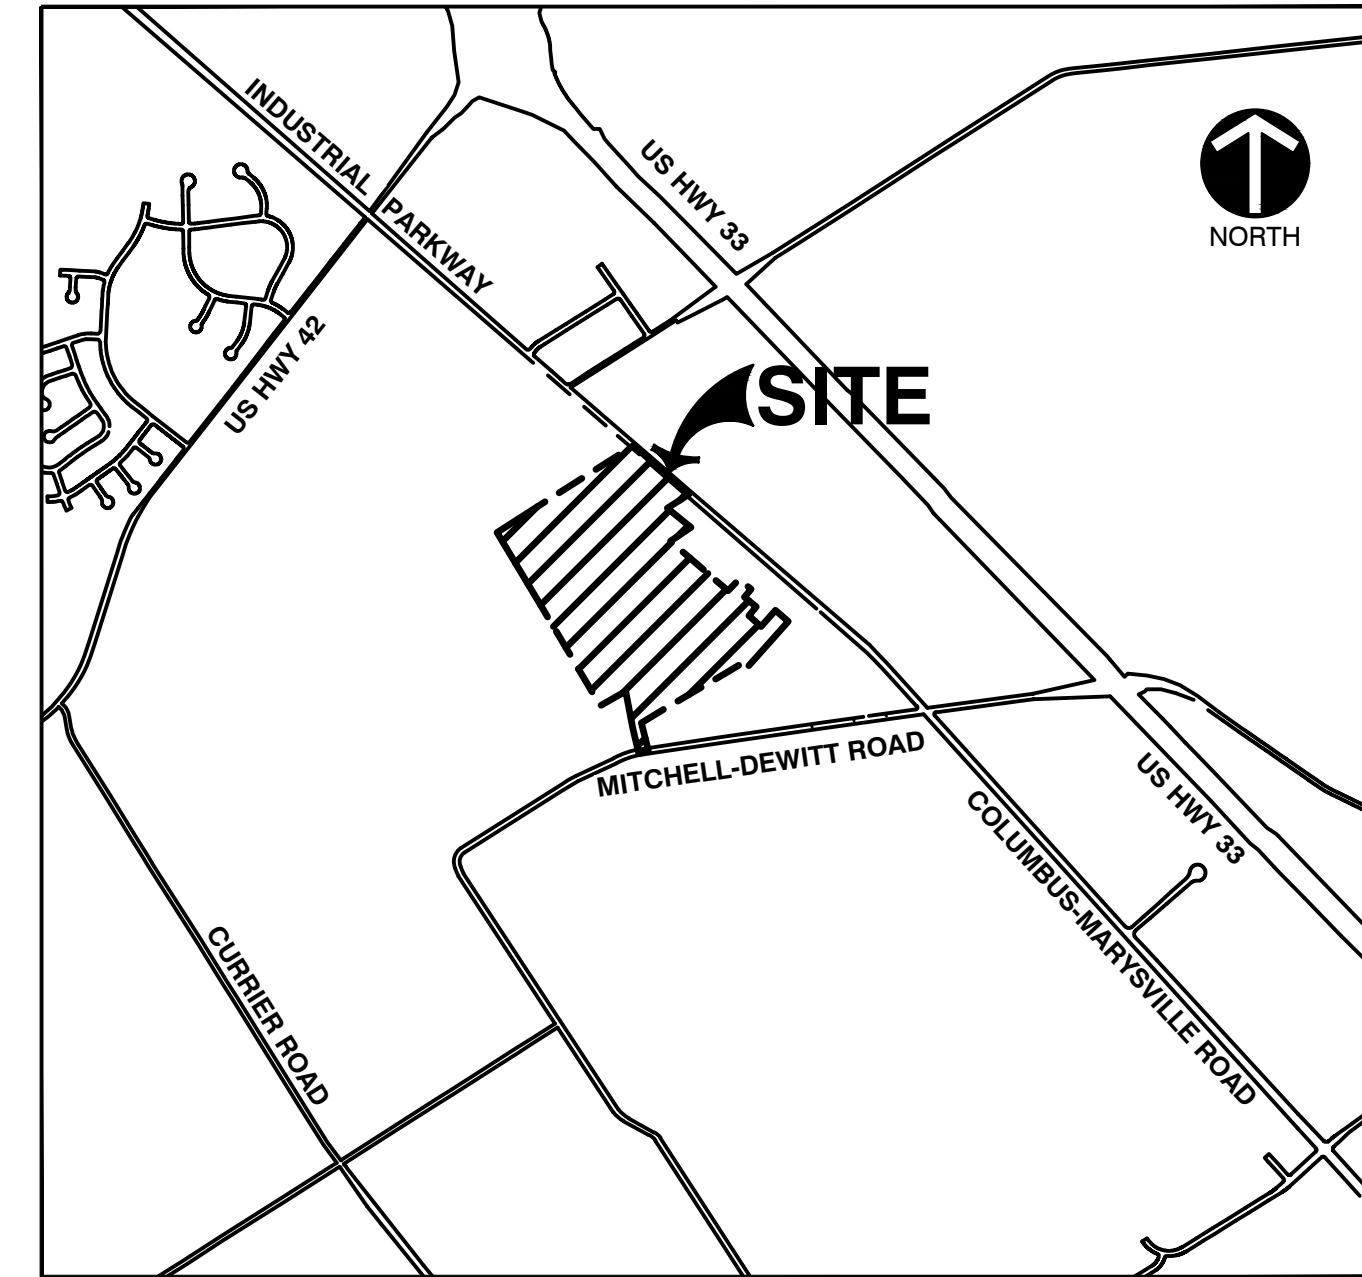 INDUSTRIAL PARKWAY
US HWY 33
NORTH
US HWY 42
SITE
MITCHELL-DEWITT ROAD
US HWY 33
COLUMBUS-MARYSVILLE ROAD
CURRIER ROAD